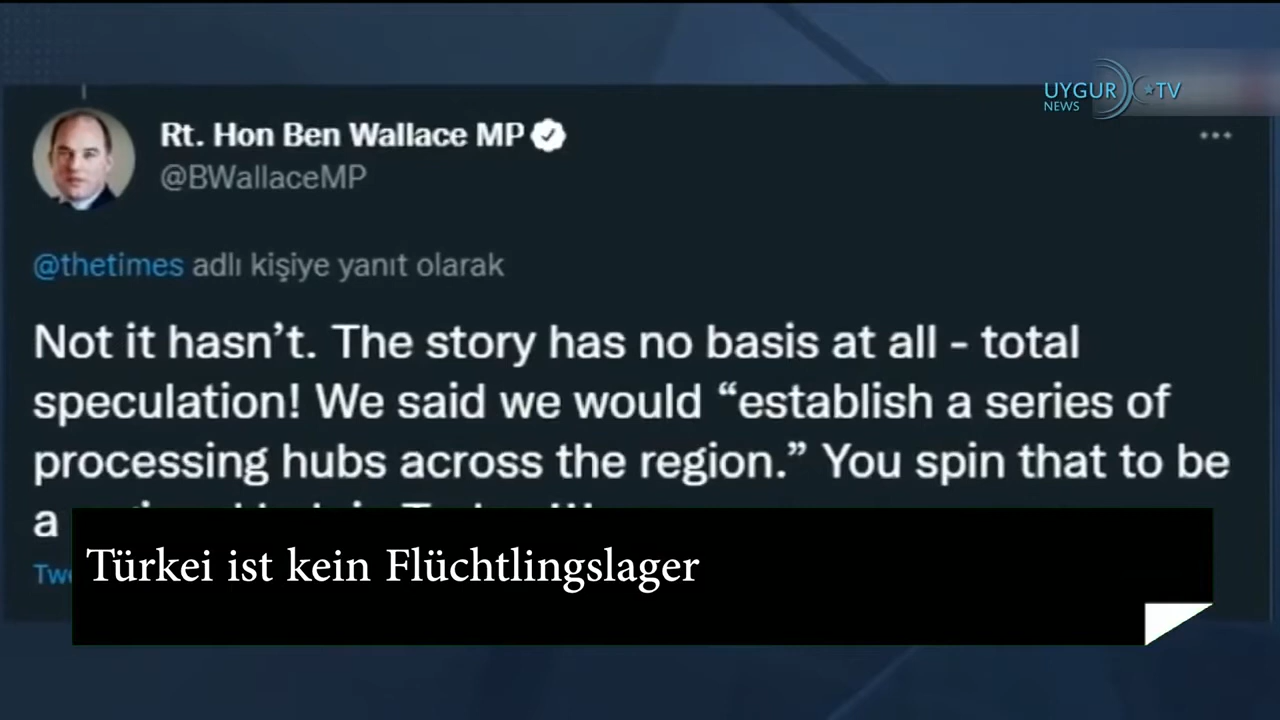 UYGUR TV
NEWS
Rt. Hon Ben Wallace MP
@BWallaceMP
@thetimes adlı kişiye yanıt olarak
Not it hasn’t. The story has no basis at all - total
speculation! We said we would “establish a series of
processing hubs across the region.” You spin that to be
a
Türkei ist kein Flüchtlingslager